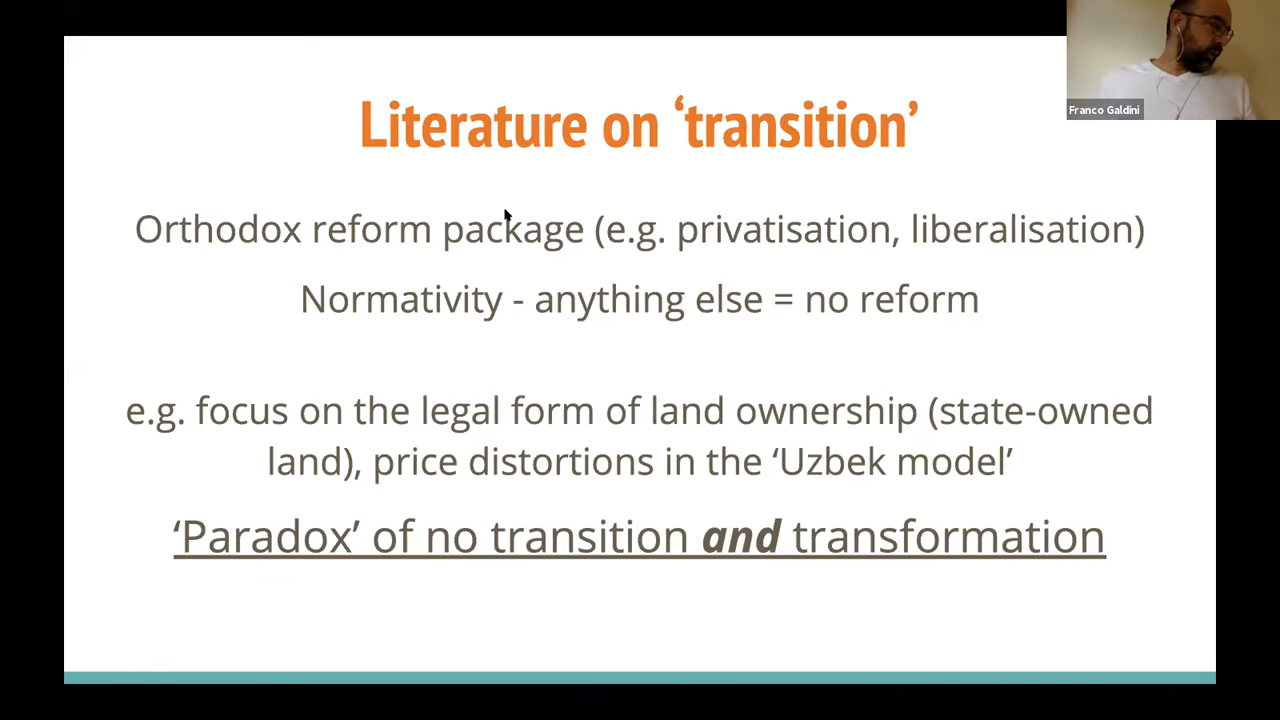 Franco Galdini
Literature on ‘transition’
Orthodox reform package (e.g. privatisation, liberalisation)
Normativity - anything else = no reform
e.g. focus on the legal form of land ownership (state-owned
land), price distortions in the ‘Uzbek model’
‘Paradox’ of no transition and transformation